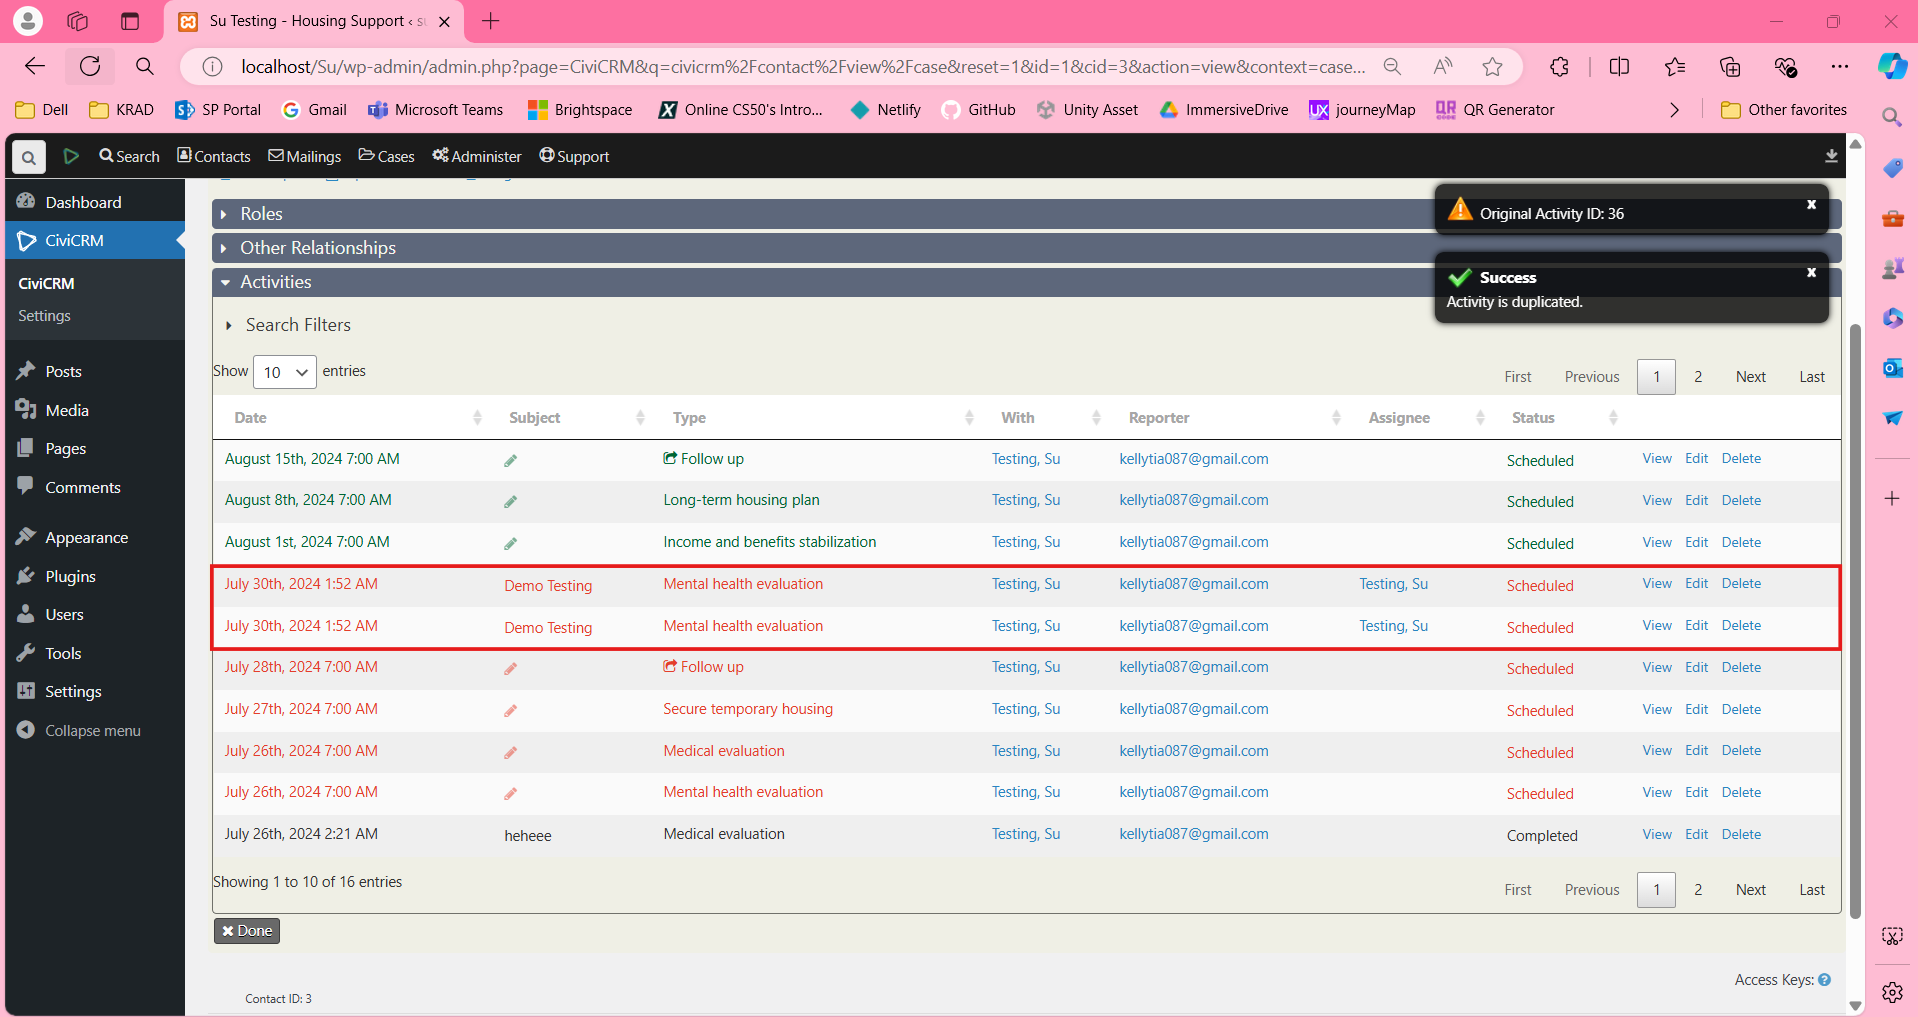 Su Testing - Housing Support ‹ su
localhost/Su/wp-admin/admin.php?page=CiviCRM&q=civicrm%2Fcontact%2Fview%2Fcase&reset=1&id=1&cid=3&action=view&context=case...
Dell KRAD SP Portal Gmail Microsoft Teams Brightspace Online CS50's Intro... Netlify GitHub Unity Asset ImmersiveDrive journeyMap QR Generator Other favorites
Search Contacts Mailings Cases Administer Support
Dashboard
CiviCRM
CiviCRM
Settings
Posts
Media
Pages
Comments
Appearance
Plugins
Users
Tools
Settings
Collapse menu
Roles
Other Relationships
Activities
Original Activity ID: 36 x
Success x
Activity is duplicated.
Search Filters
Show 10 entries
First Previous 1 2 Next Last
Date Subject Type With Reporter Assignee Status
August 15th, 2024 7:00 AM Follow up Testing, Su kellytia087@gmail.com Scheduled View Edit Delete
August 8th, 2024 7:00 AM Long-term housing plan Testing, Su kellytia087@gmail.com Scheduled View Edit Delete
August 1st, 2024 7:00 AM Income and benefits stabilization Testing, Su kellytia087@gmail.com Scheduled View Edit Delete
July 30th, 2024 1:52 AM Demo Testing Mental health evaluation Testing, Su kellytia087@gmail.com Testing, Su Scheduled View Edit Delete
July 30th, 2024 1:52 AM Demo Testing Mental health evaluation Testing, Su kellytia087@gmail.com Testing, Su Scheduled View Edit Delete
July 28th, 2024 7:00 AM Follow up Testing, Su kellytia087@gmail.com Scheduled View Edit Delete
July 27th, 2024 7:00 AM Secure temporary housing Testing, Su kellytia087@gmail.com Scheduled View Edit Delete
July 26th, 2024 7:00 AM Medical evaluation Testing, Su kellytia087@gmail.com Scheduled View Edit Delete
July 26th, 2024 7:00 AM Mental health evaluation Testing, Su kellytia087@gmail.com Scheduled View Edit Delete
July 26th, 2024 2:21 AM heheee Medical evaluation Testing, Su kellytia087@gmail.com Completed View Edit Delete
Showing 1 to 10 of 16 entries
First Previous 1 2 Next Last
Done
Access Keys:
Contact ID: 3